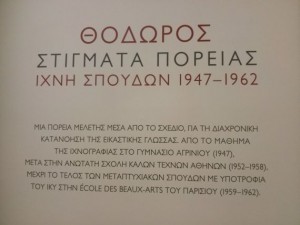 ΘΟΔΩΡΟΣ
ΣΤΙΓΜΑΤΑ ΠΟΡΕΙΑΣ
ΙΧΝΗ ΣΠΟΥΔΩΝ 1947–1962
ΜΙΑ ΠΟΡΕΙΑ ΜΕΛΕΤΗΣ ΜΕΣΑ ΑΠΟ ΤΟ ΣΧΕΔΙΟ, ΓΙΑ ΤΗ ΔΙΑΧΡΟΝΙΚΗ
ΚΑΤΑΝΟΗΣΗ ΤΗΣ ΕΙΚΑΣΤΙΚΗΣ ΓΛΩΣΣΑΣ. ΑΠΟ ΤΟ ΜΑΘΗΜΑ
ΤΗΣ ΙΧΝΟΓΡΑΦΙΑΣ ΣΤΟ ΓΥΜΝΑΣΙΟ ΑΓΡΙΝΙΟΥ (1947),
ΜΕΤΑ ΣΤΗΝ ΑΝΩΤΑΤΗ ΣΧΟΛΗ ΚΑΛΩΝ ΤΕΧΝΩΝ ΑΘΗΝΩΝ (1952–1958),
ΜΕΧΡΙ ΤΟ ΤΕΛΟΣ ΤΩΝ ΜΕΤΑΠΤΥΧΙΑΚΩΝ ΣΠΟΥΔΩΝ ΜΕ ΥΠΟΤΡΟΦΙΑ
ΤΟΥ ΙΚΥ ΣΤΗΝ ÉCOLE DES BEAUX-ARTS ΤΟΥ ΠΑΡΙΣΙΟΥ (1959–1962).